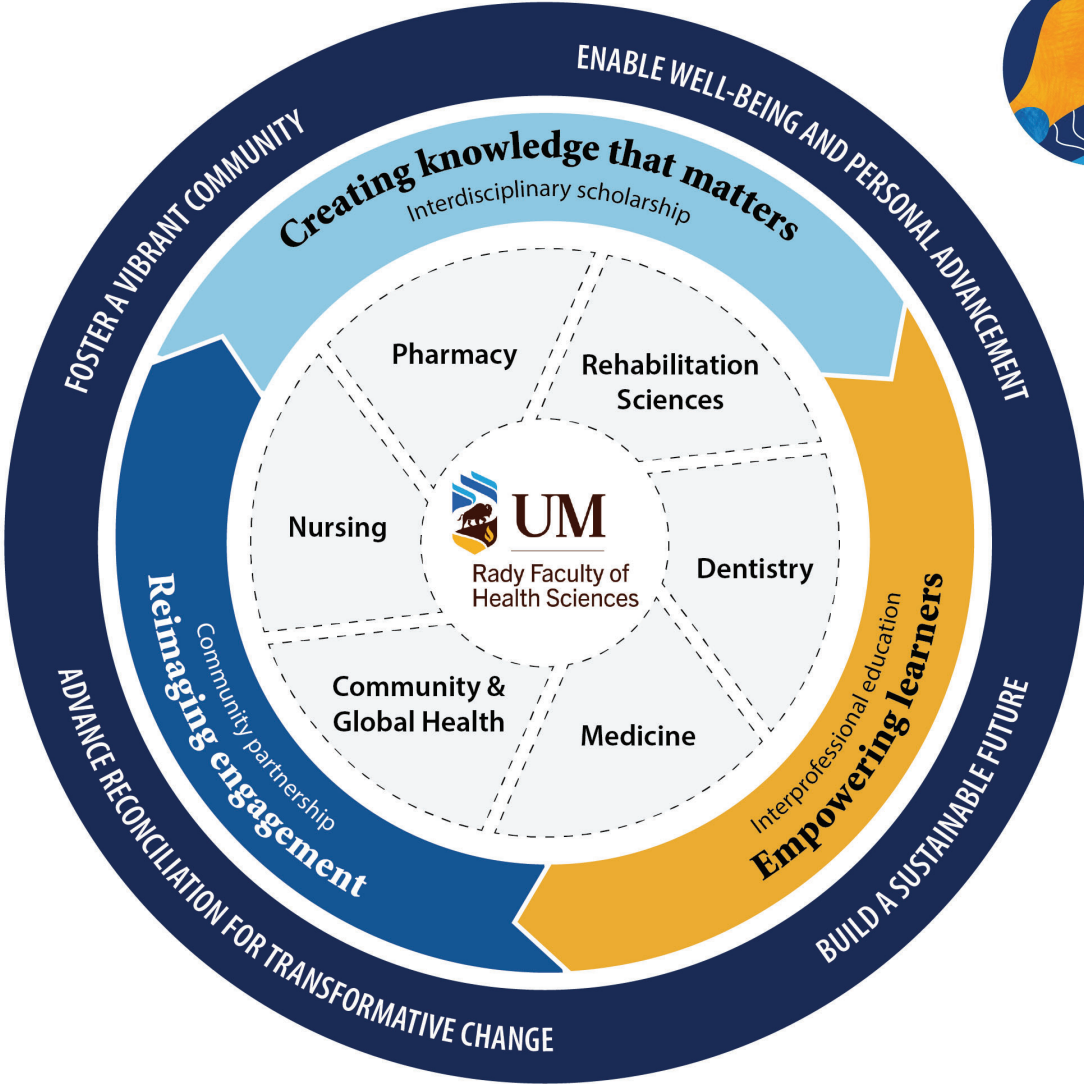 FOSTER A VIBRANT COMMUNITY
ENABLE WELL-BEING AND PERSONAL ADVANCEMENT
BUILD A SUSTAINABLE FUTURE
ADVANCE RECONCILIATION FOR TRANSFORMATIVE CHANGE
Creating knowledge that matters
Interdisciplinary scholarship
Empowering learners
Interprofessional education
Reimaging engagement
Community partnership
Pharmacy
Rehabilitation
Sciences
Dentistry
Medicine
Community &
Global Health
Nursing
UM
Rady Faculty of
Health Sciences